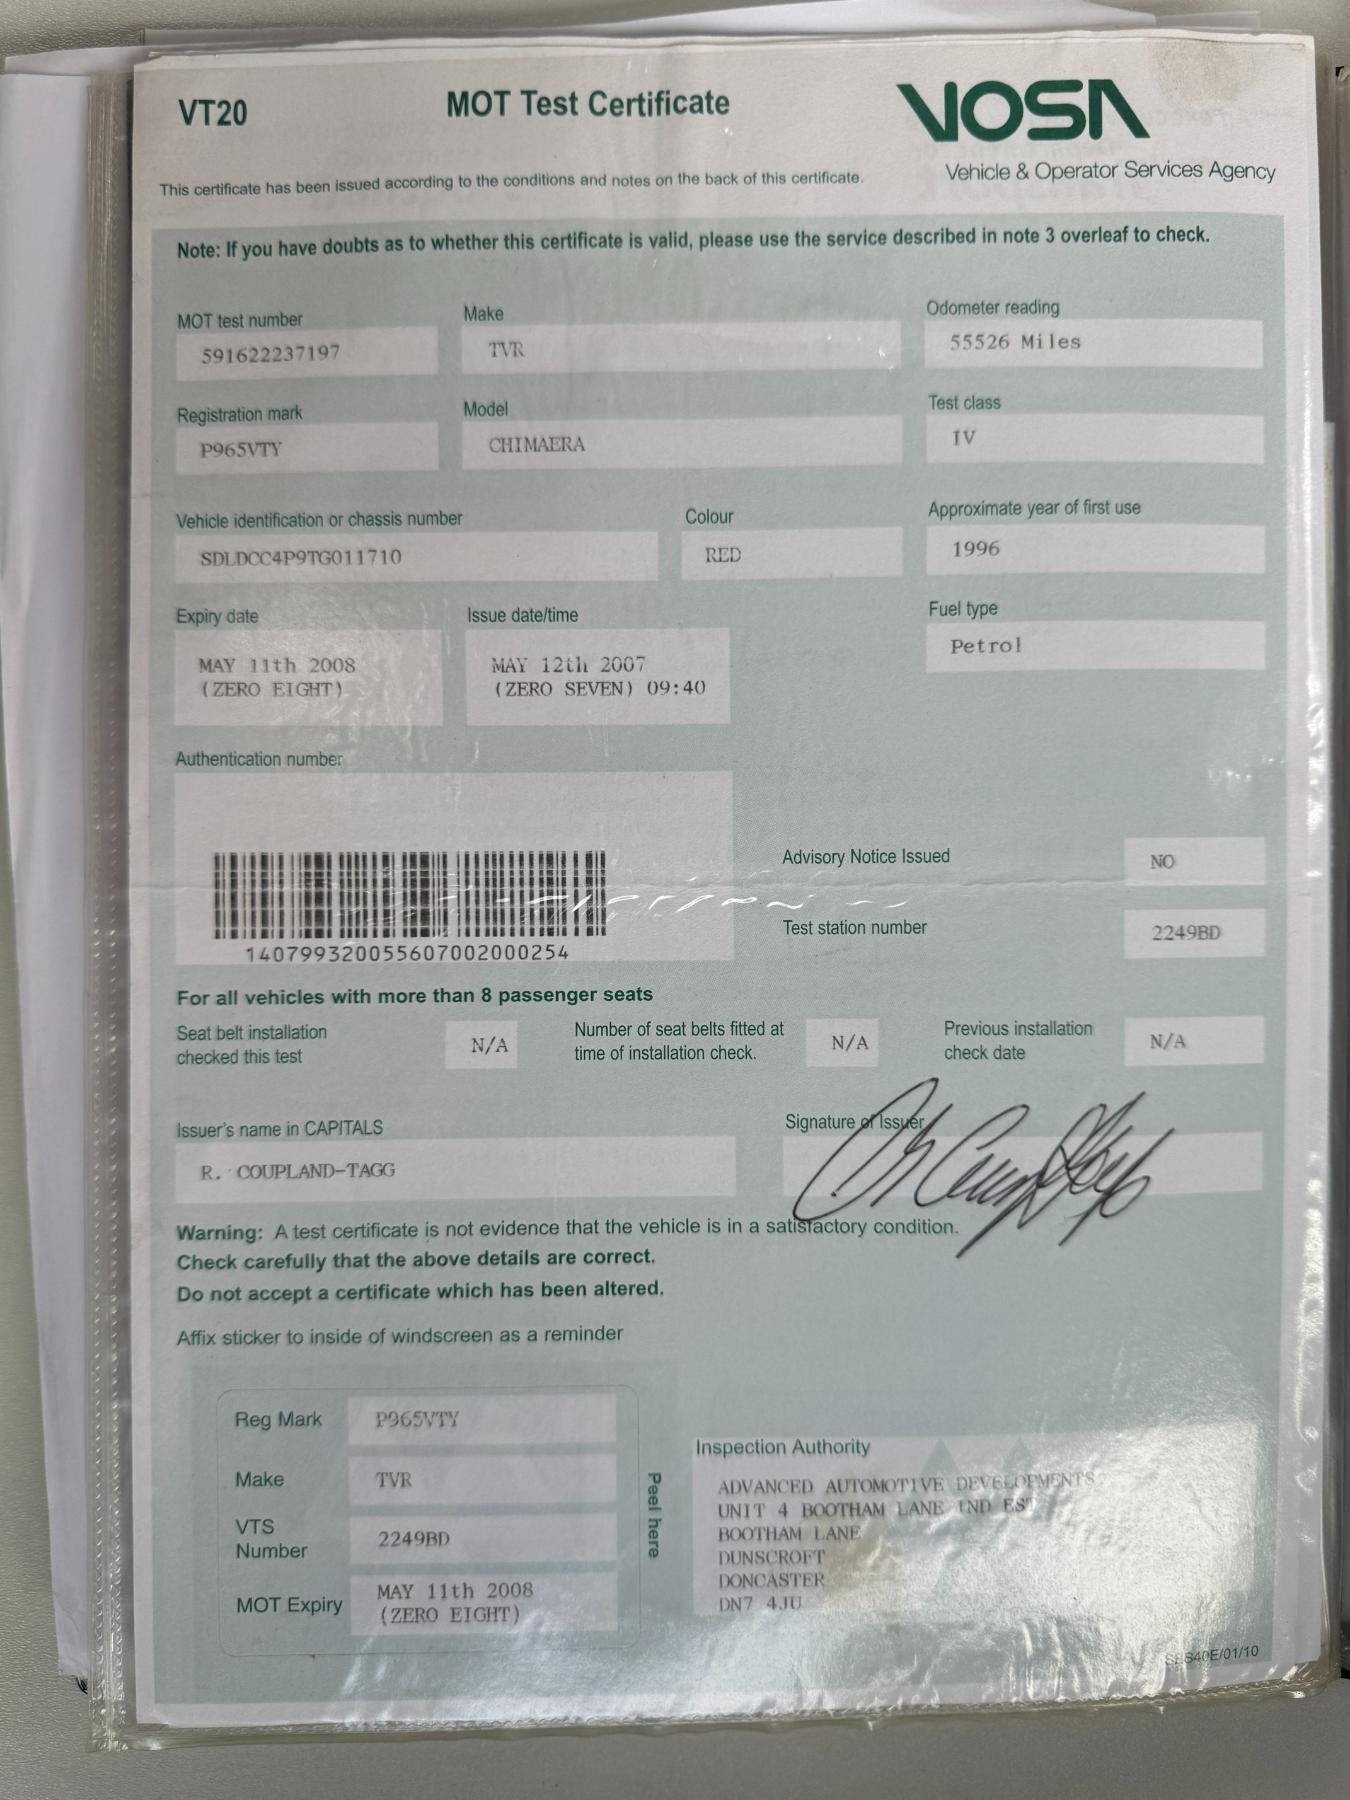 VT20
MOT Test Certificate
VOSA
Vehicle & Operator Services Agency
This certificate has been issued according to the conditions and notes on the back of this certificate.
Note: If you have doubts as to whether this certificate is valid, please use the service described in note 3 overleaf to check.
MOT test number
591622237197
Make
TVR
Odometer reading
55526 Miles
Registration mark
P965VTY
Model
CHIMAERA
Test class
IV
Vehicle identification or chassis number
SDLDCC4P9TG011710
Colour
RED
Approximate year of first use
1996
Expiry date
MAY 11th 2008
(ZERO EIGHT)
Issue date/time
MAY 12th 2007
(ZERO SEVEN) 09:40
Fuel type
Petrol
Authentication number
140799320055607002000254
Advisory Notice Issued
NO
Test station number
2249BD
For all vehicles with more than 8 passenger seats
Seat belt installation
checked this test
N/A
Number of seat belts fitted at
time of installation check.
N/A
Previous installation
check date
N/A
Issuer's name in CAPITALS
R. COUPLAND-TAGG
Signature of Issuer
Warning: A test certificate is not evidence that the vehicle is in a satisfactory condition.
Check carefully that the above details are correct.
Do not accept a certificate which has been altered.
Affix sticker to inside of windscreen as a reminder
Reg Mark
P965VTY
Make
TVR
VTS
Number
2249BD
MOT Expiry
MAY 11th 2008
(ZERO EIGHT)
Peel here
Inspection Authority
ADVANCED AUTOMOTIVE DEVELOPMENTS
UNIT 4 BOOTHAM LANE IND EST
BOOTHAM LANE
DUNSCROFT
DONCASTER
DN7 4JU